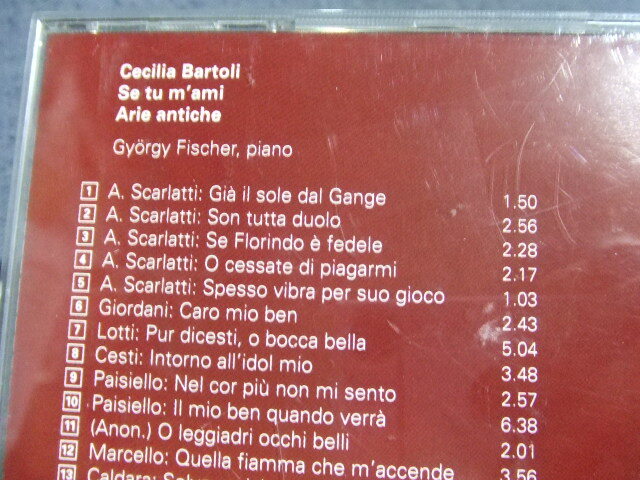 Cecilia Bartoli
Se tu m'ami
Arie antiche
György Fischer, piano
1 A. Scarlatti: Già il sole dal Gange 1.50
2 A. Scarlatti: Son tutta duolo 2.56
3 A. Scarlatti: Se Florindo è fedele 2.28
4 A. Scarlatti: O cessate di piagarmi 2.17
5 A. Scarlatti: Spesso vibra per suo gioco 1.03
6 Giordani: Caro mio ben 2.43
7 Lotti: Pur dicesti, o bocca bella 5.04
8 Cesti: Intorno all'idol mio 3.48
9 Paisiello: Nel cor più non mi sento 2.57
10 Paisiello: Il mio ben quando verrà 6.38
11 (Anon.) O leggiadri occhi belli 2.01
12 Marcello: Quella fiamma che m'accende 3.56
13 Caldara: